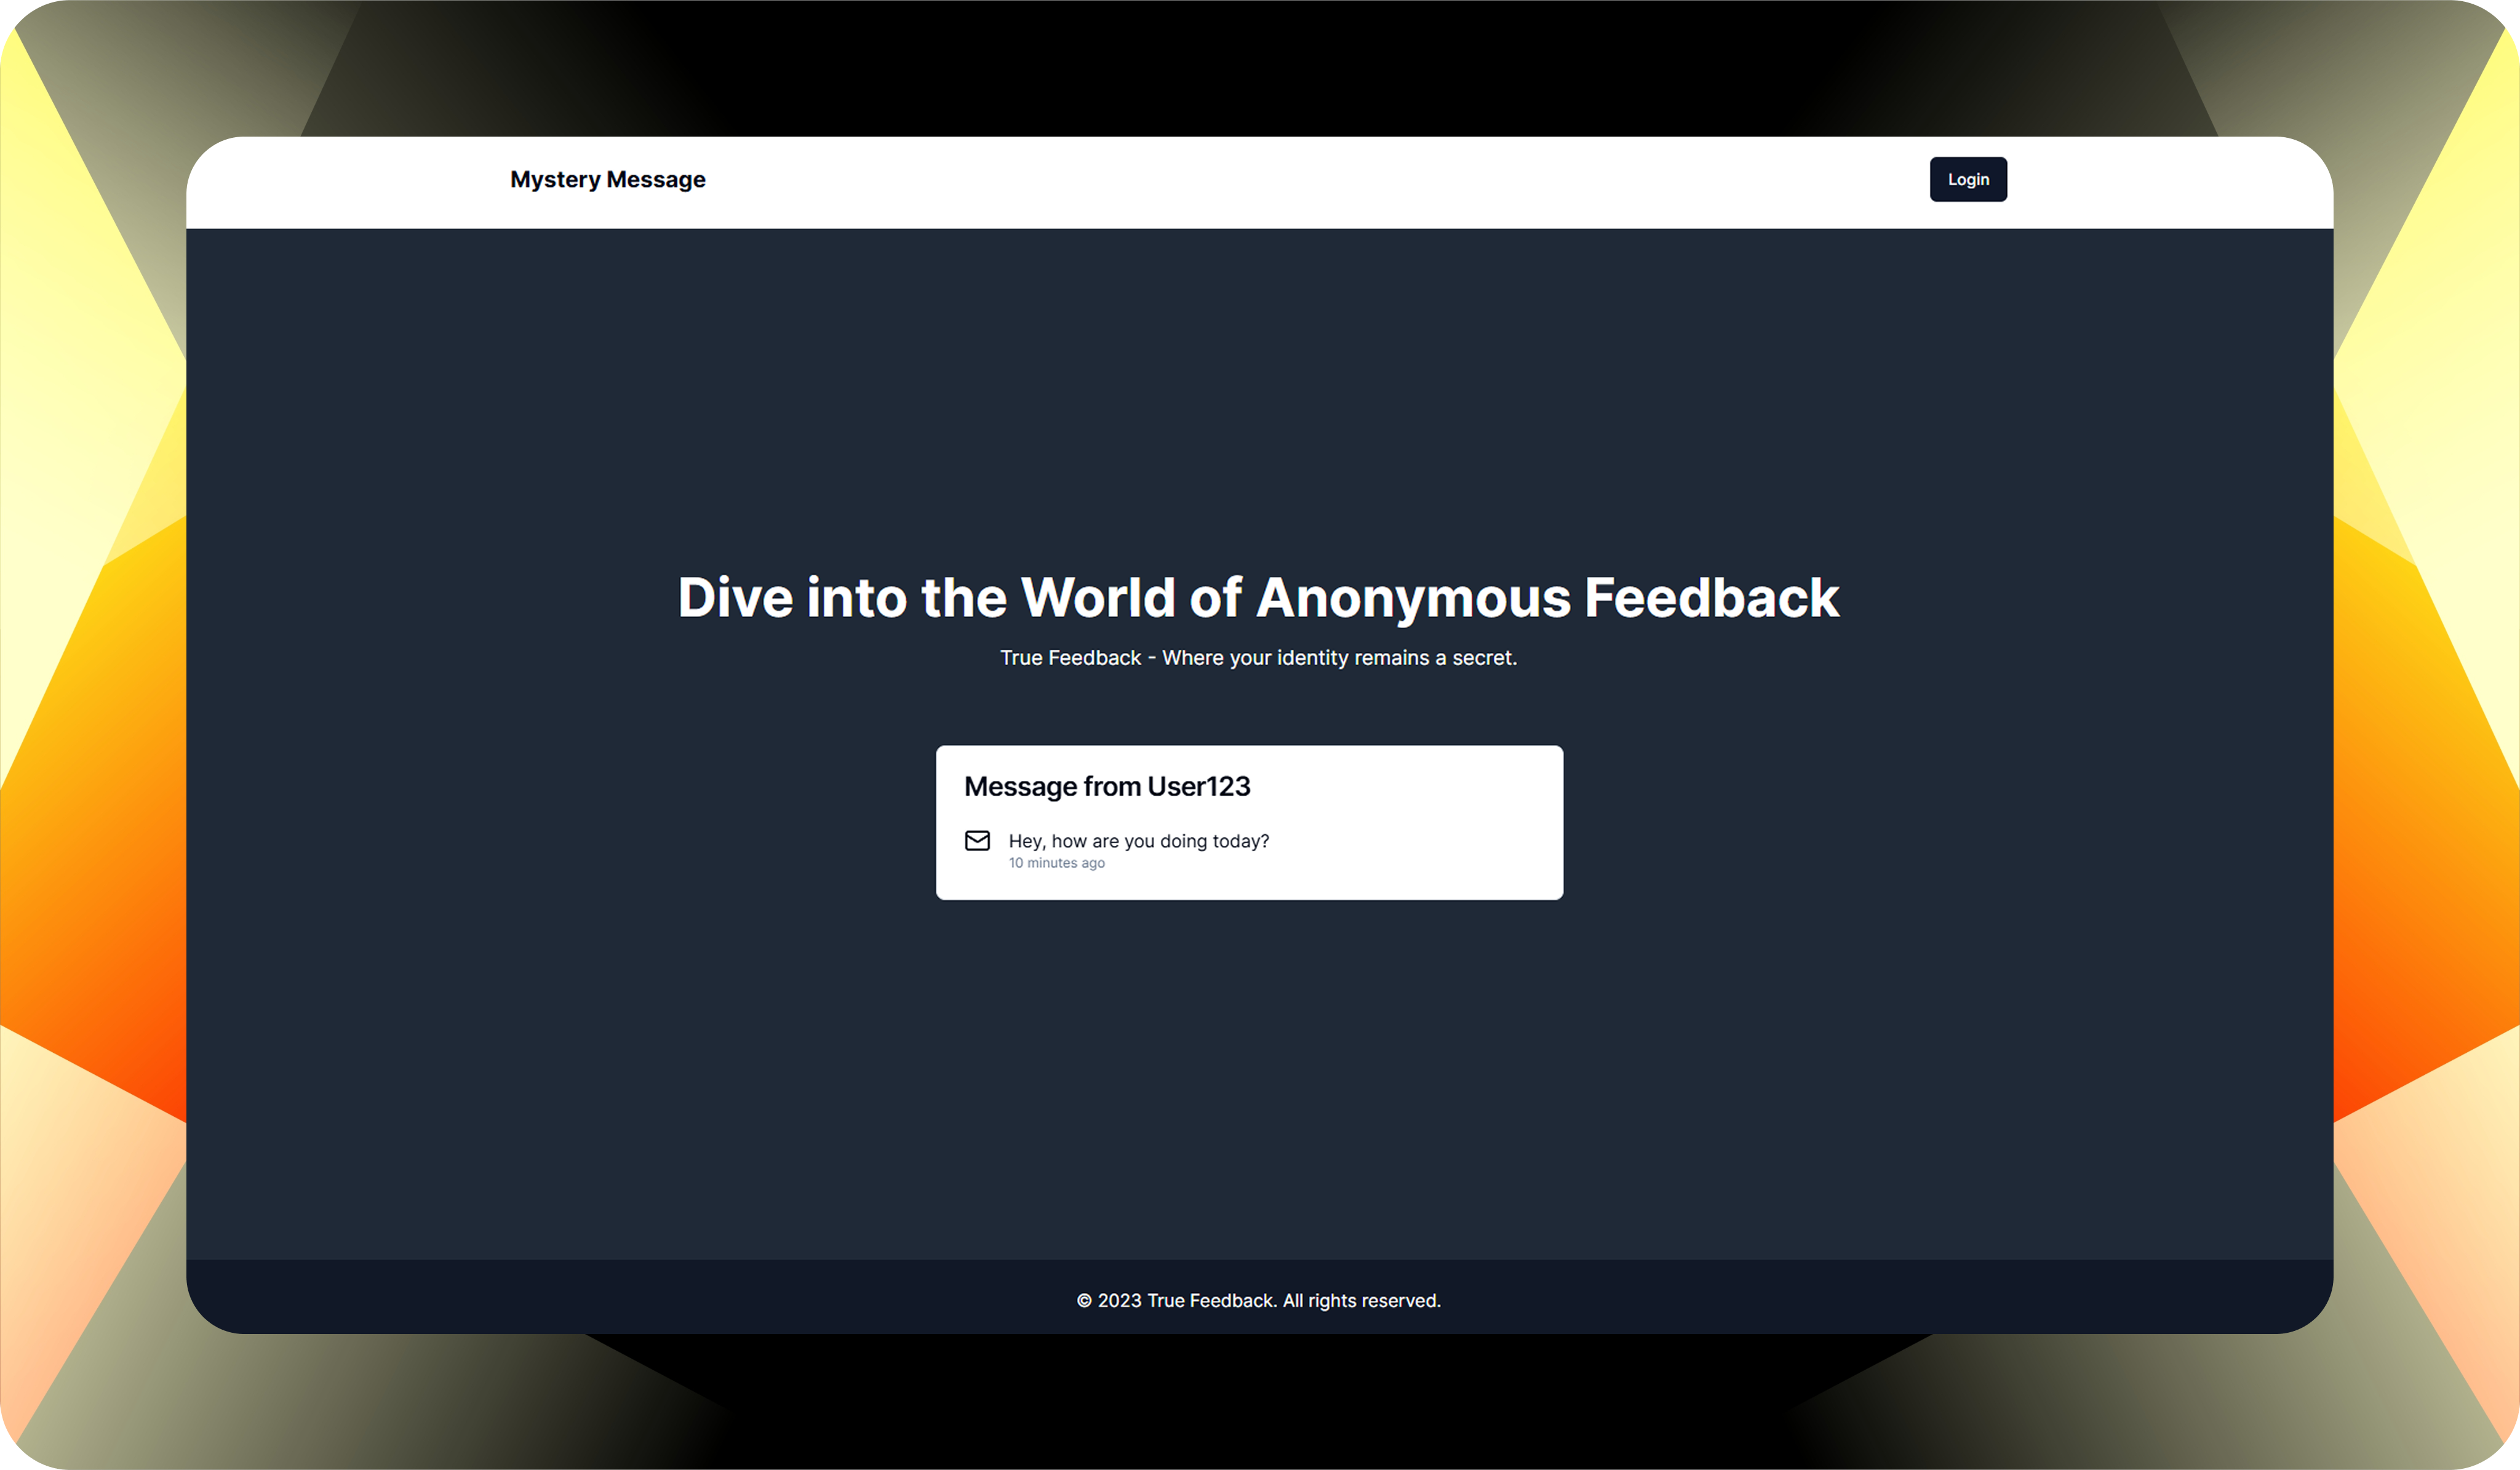 Mystery Message
Login
Dive into the World of Anonymous Feedback
True Feedback - Where your identity remains a secret.
Message from User123
Hey, how are you doing today?
10 minutes ago
© 2023 True Feedback. All rights reserved.